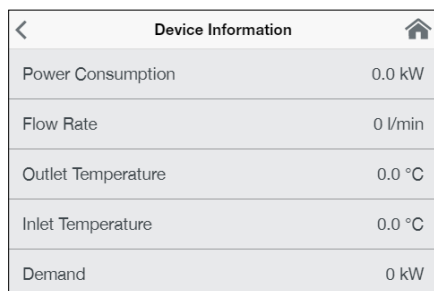 Device Information
Power Consumption 0.0 kW
Flow Rate 0 l/min
Outlet Temperature 0.0 °C
Inlet Temperature 0.0 °C
Demand 0 kW